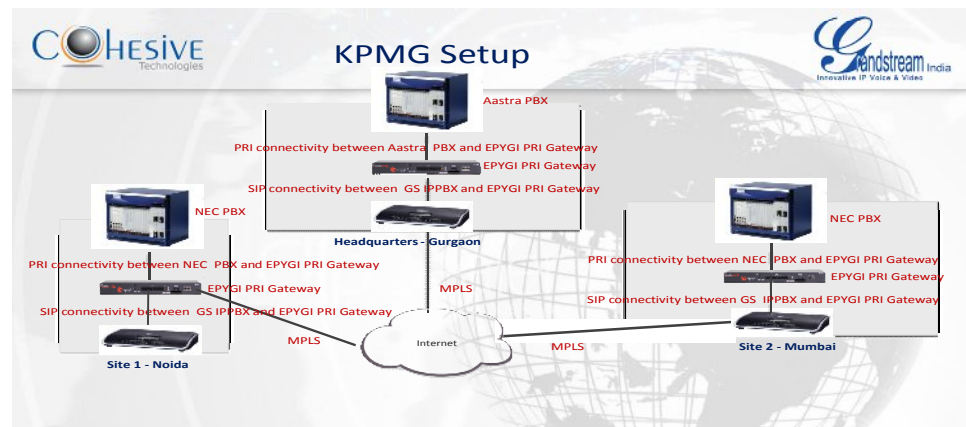 COHESIVE
Technologies
KPMG Setup
Grandstream India
Innovative IP Voice & Video
Aastra PBX
PRI connectivity between Aastra PBX and EPYGI PRI Gateway
EPYGI PRI Gateway
SIP connectivity between GS IPPBX and EPYGI PRI Gateway
Headquarters - Gurgaon
NEC PBX
PRI connectivity between NEC PBX and EPYGI PRI Gateway
EPYGI PRI Gateway
SIP connectivity between GS IPPBX and EPYGI PRI Gateway
Site 1 - Noida
MPLS
MPLS
Internet
MPLS
NEC PBX
PRI connectivity between NEC PBX and EPYGI PRI Gateway
EPYGI PRI Gateway
SIP connectivity between GS IPPBX and EPYGI PRI Gateway
Site 2 - Mumbai